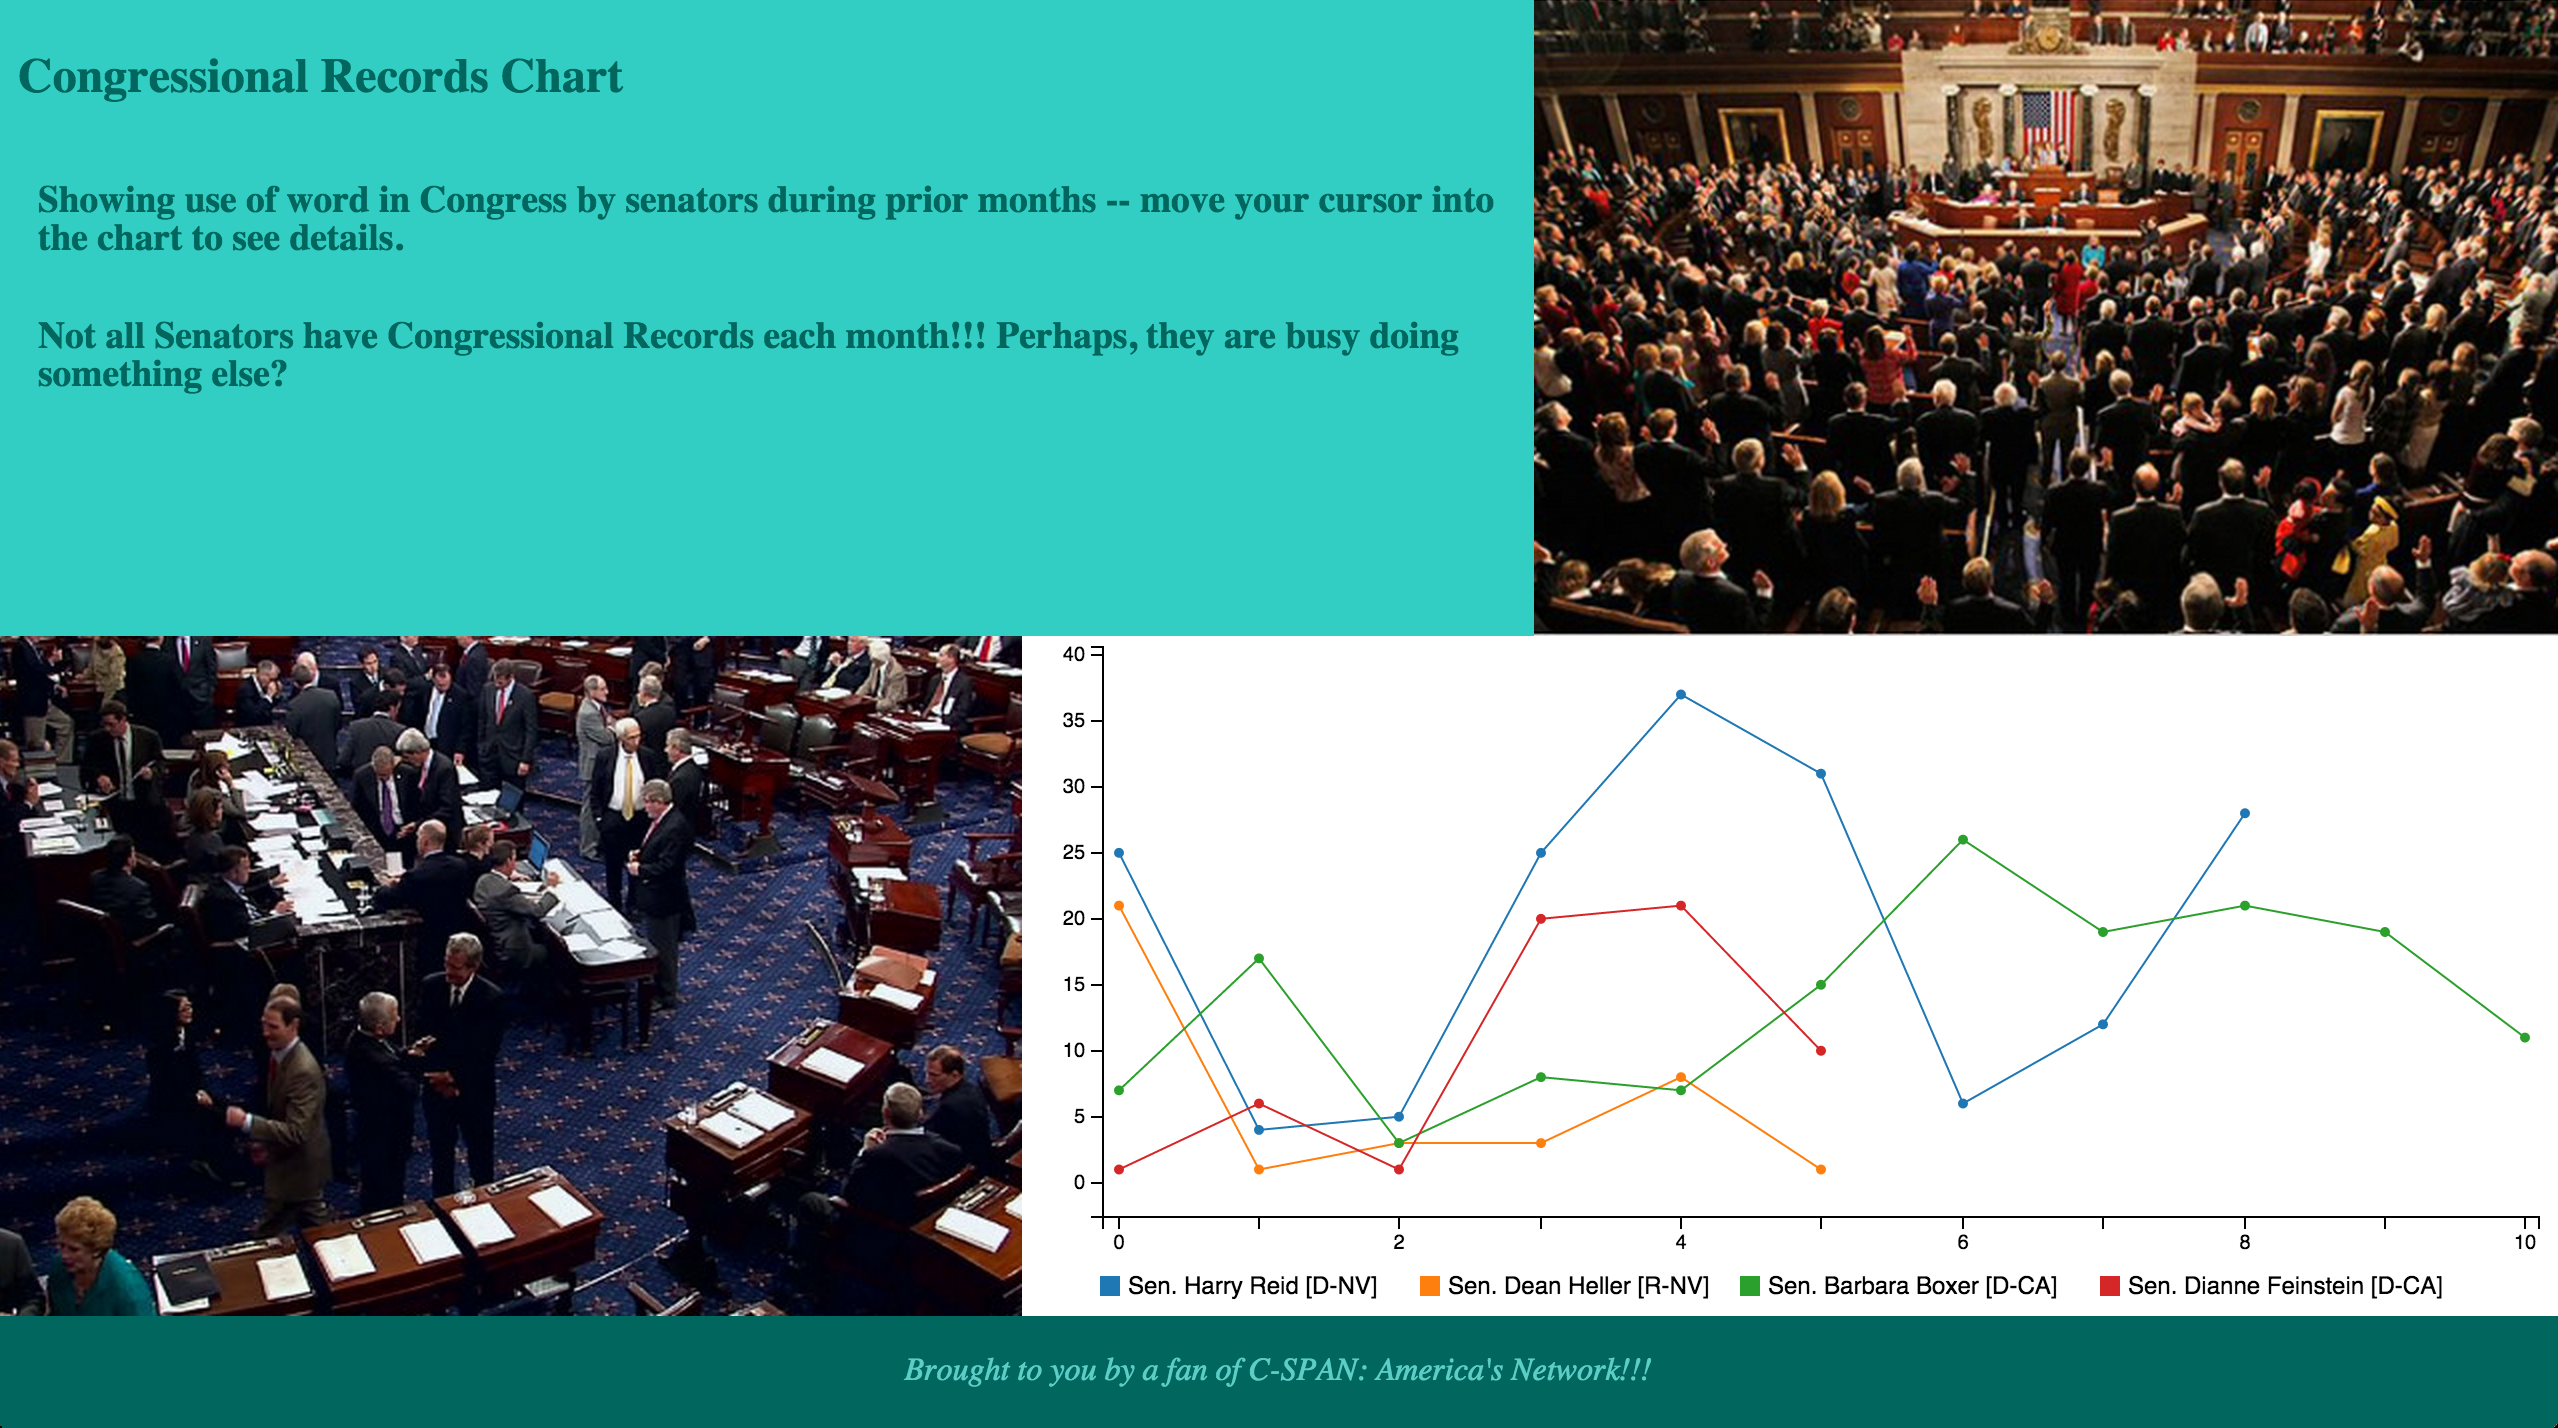 Congressional Records Chart
Showing use of word in Congress by senators during prior months -- move your cursor into
the chart to see details.
Not all Senators have Congressional Records each month!!! Perhaps, they are busy doing
something else?
40
35
30
25
20
15
10
5
0
0 2 4 6 8 10
Sen. Harry Reid [D-NV] Sen. Dean Heller [R-NV] Sen. Barbara Boxer [D-CA] Sen. Dianne Feinstein [D-CA]
Brought to you by a fan of C-SPAN: America's Network!!!